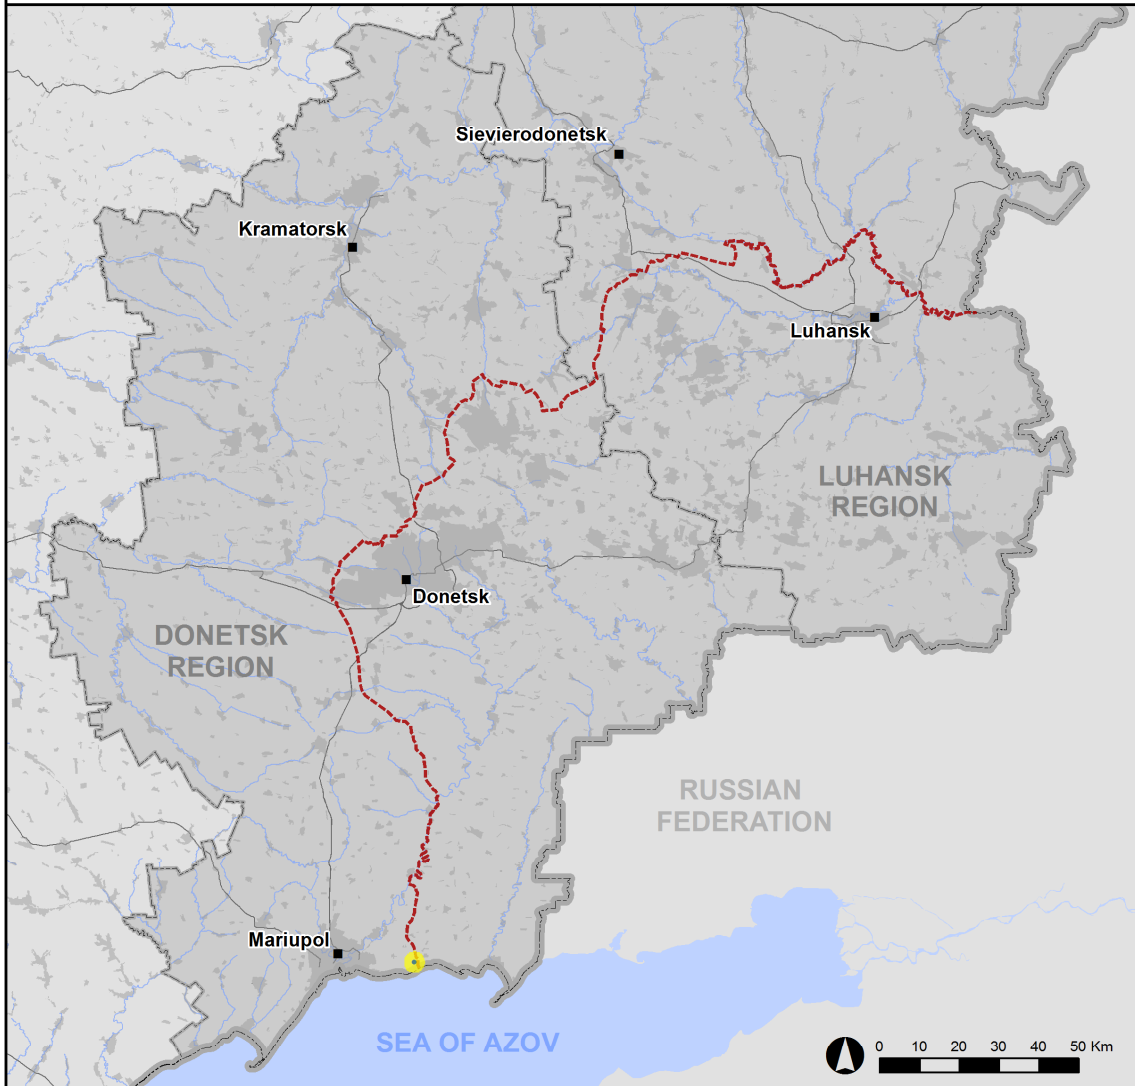 Sievierodonetsk
Kramatorsk
Luhansk
LUHANSK
REGION
Donetsk
DONETSK
REGION
RUSSIAN
FEDERATION
Mariupol
SEA OF AZOV
0 10 20 30 40 50 Km